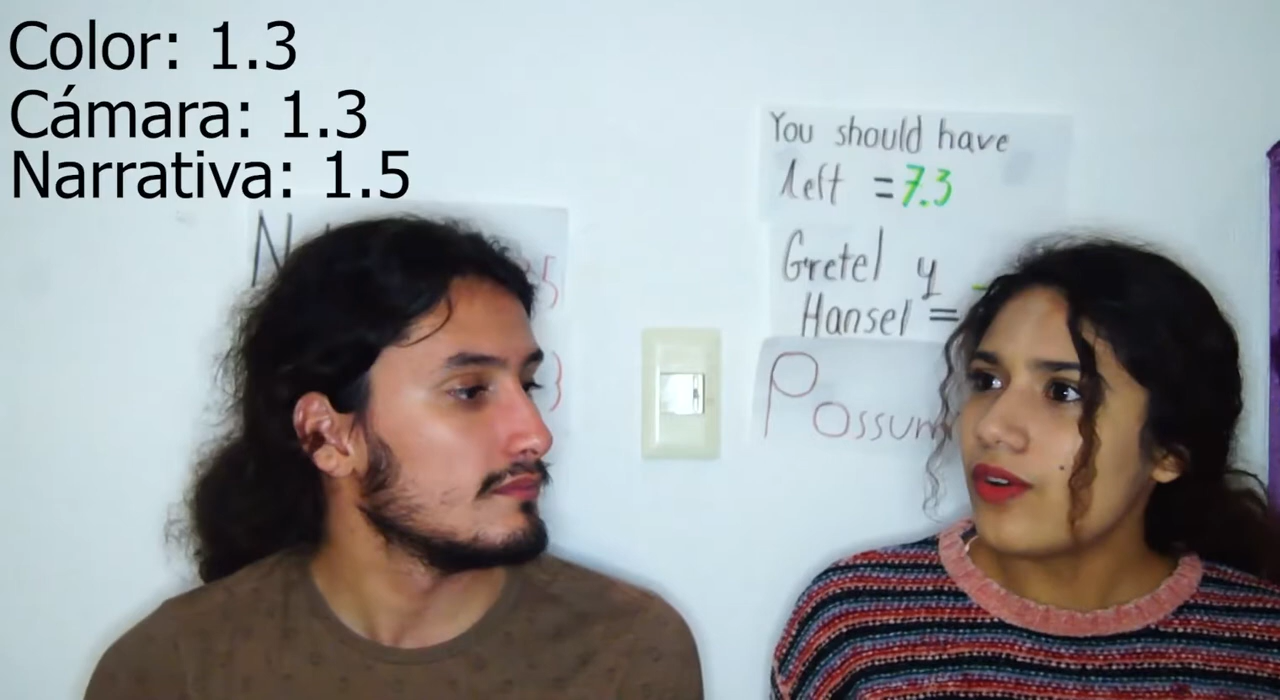 Color: 1.3
Cámara: 1.3
Narrativa: 1.5
You should have
left =7.3
Gretel y
Hansel =
Possum